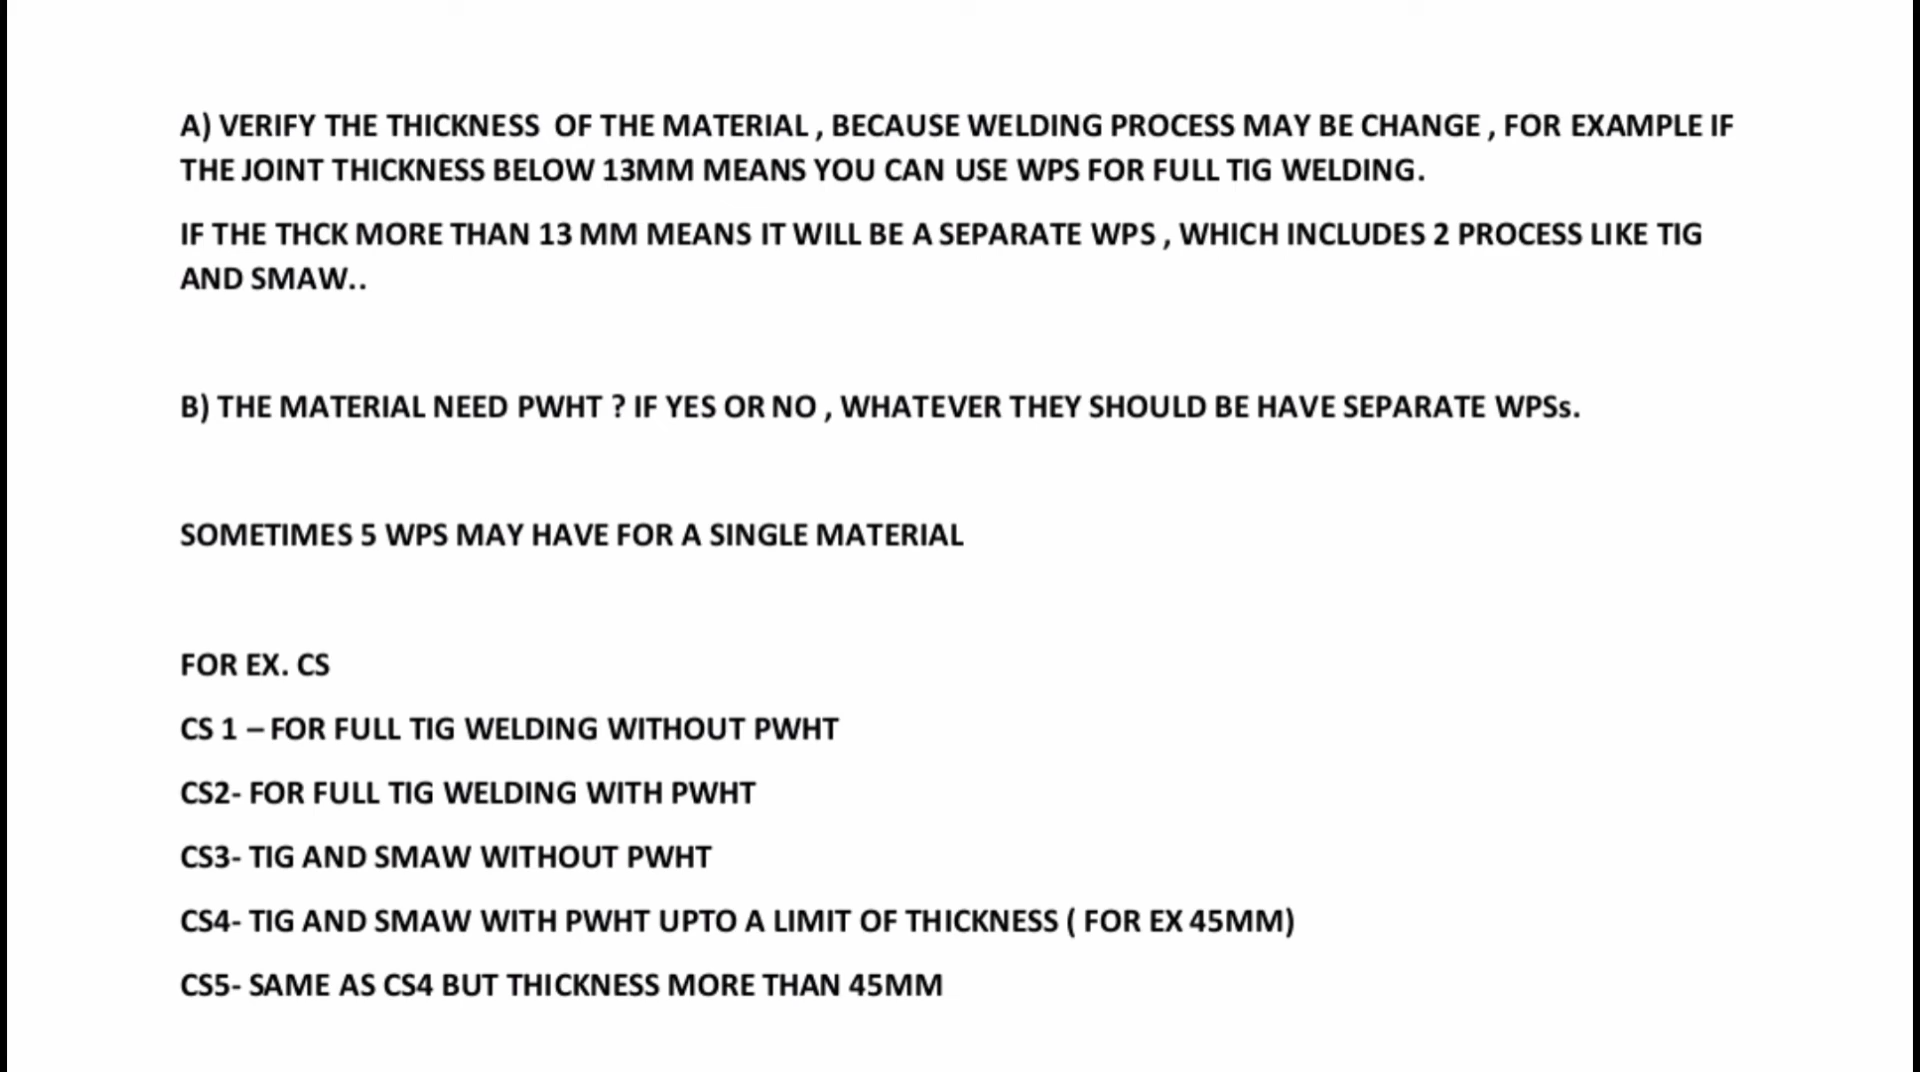 A) VERIFY THE THICKNESS OF THE MATERIAL , BECAUSE WELDING PROCESS MAY BE CHANGE , FOR EXAMPLE IF
THE JOINT THICKNESS BELOW 13MM MEANS YOU CAN USE WPS FOR FULL TIG WELDING.
IF THE THCK MORE THAN 13 MM MEANS IT WILL BE A SEPARATE WPS , WHICH INCLUDES 2 PROCESS LIKE TIG
AND SMAW..
B) THE MATERIAL NEED PWHT ? IF YES OR NO , WHATEVER THEY SHOULD BE HAVE SEPARATE WPSs.
SOMETIMES 5 WPS MAY HAVE FOR A SINGLE MATERIAL
FOR EX. CS
CS 1 – FOR FULL TIG WELDING WITHOUT PWHT
CS2- FOR FULL TIG WELDING WITH PWHT
CS3- TIG AND SMAW WITHOUT PWHT
CS4- TIG AND SMAW WITH PWHT UPTO A LIMIT OF THICKNESS ( FOR EX 45MM)
CS5- SAME AS CS4 BUT THICKNESS MORE THAN 45MM